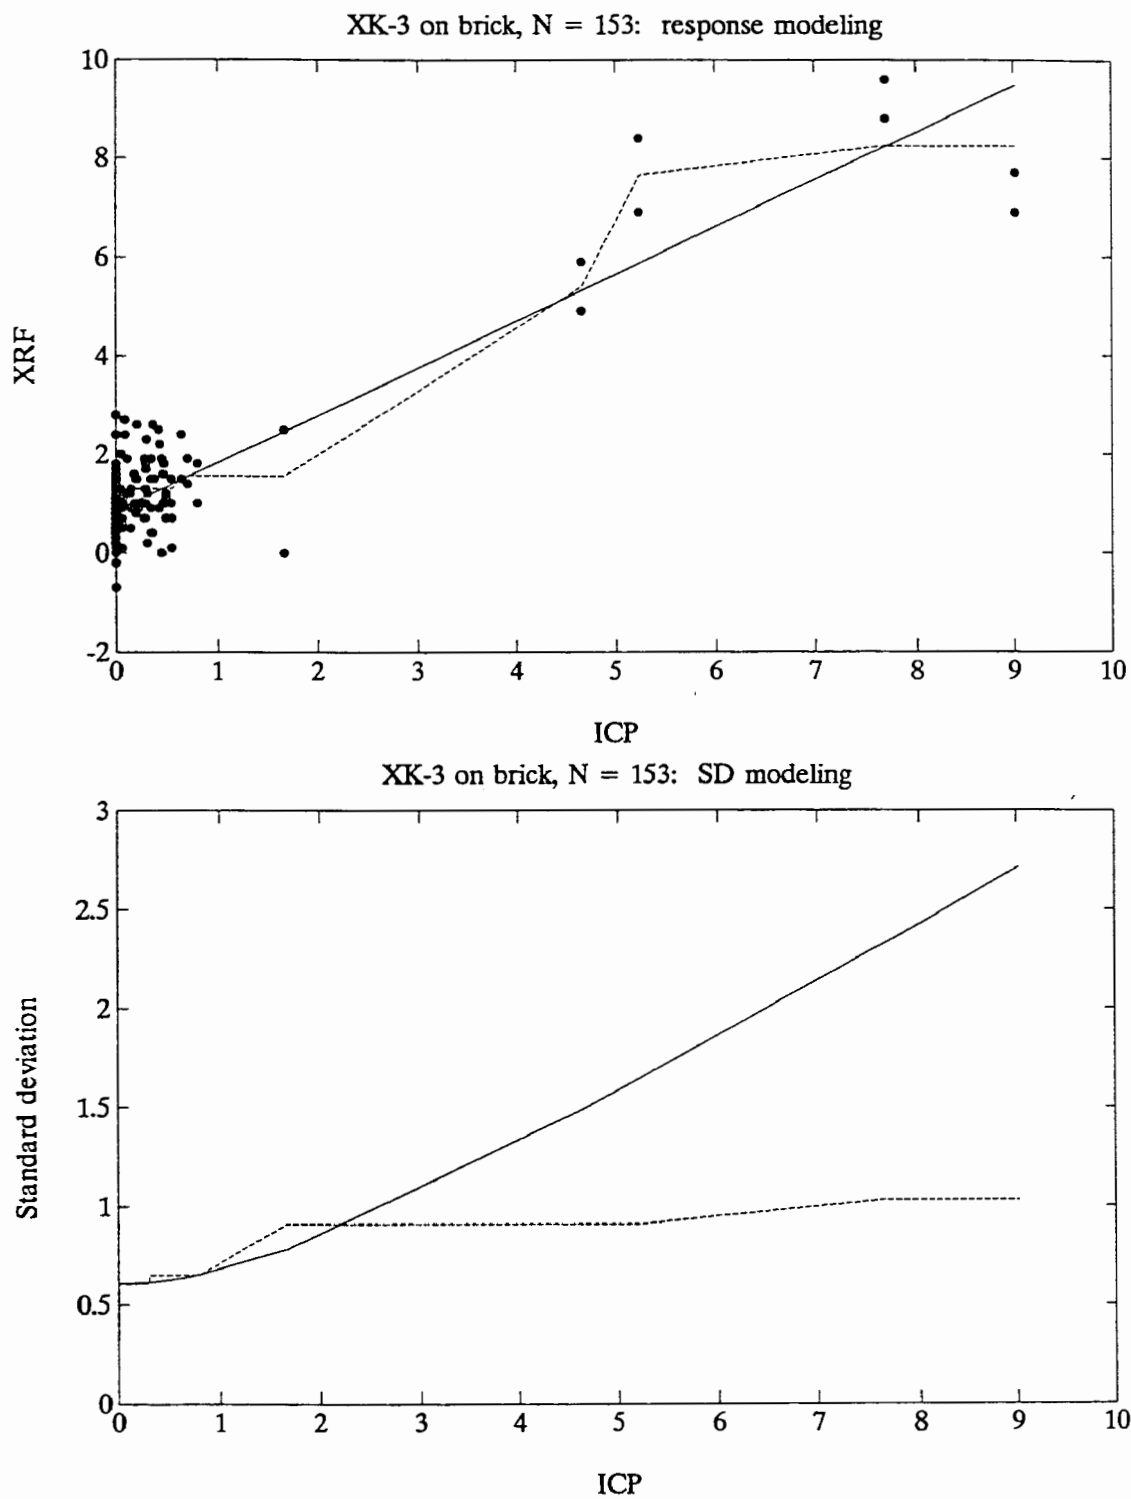 XK-3 on brick, N = 153: response modeling
10
8
6
4
2
0
-2
XRF
0 1 2 3 4 5 6 7 8 9 10
ICP
XK-3 on brick, N = 153: SD modeling
3
2.5
2
1.5
1
0.5
0
Standard deviation
0 1 2 3 4 5 6 7 8 9 10
ICP